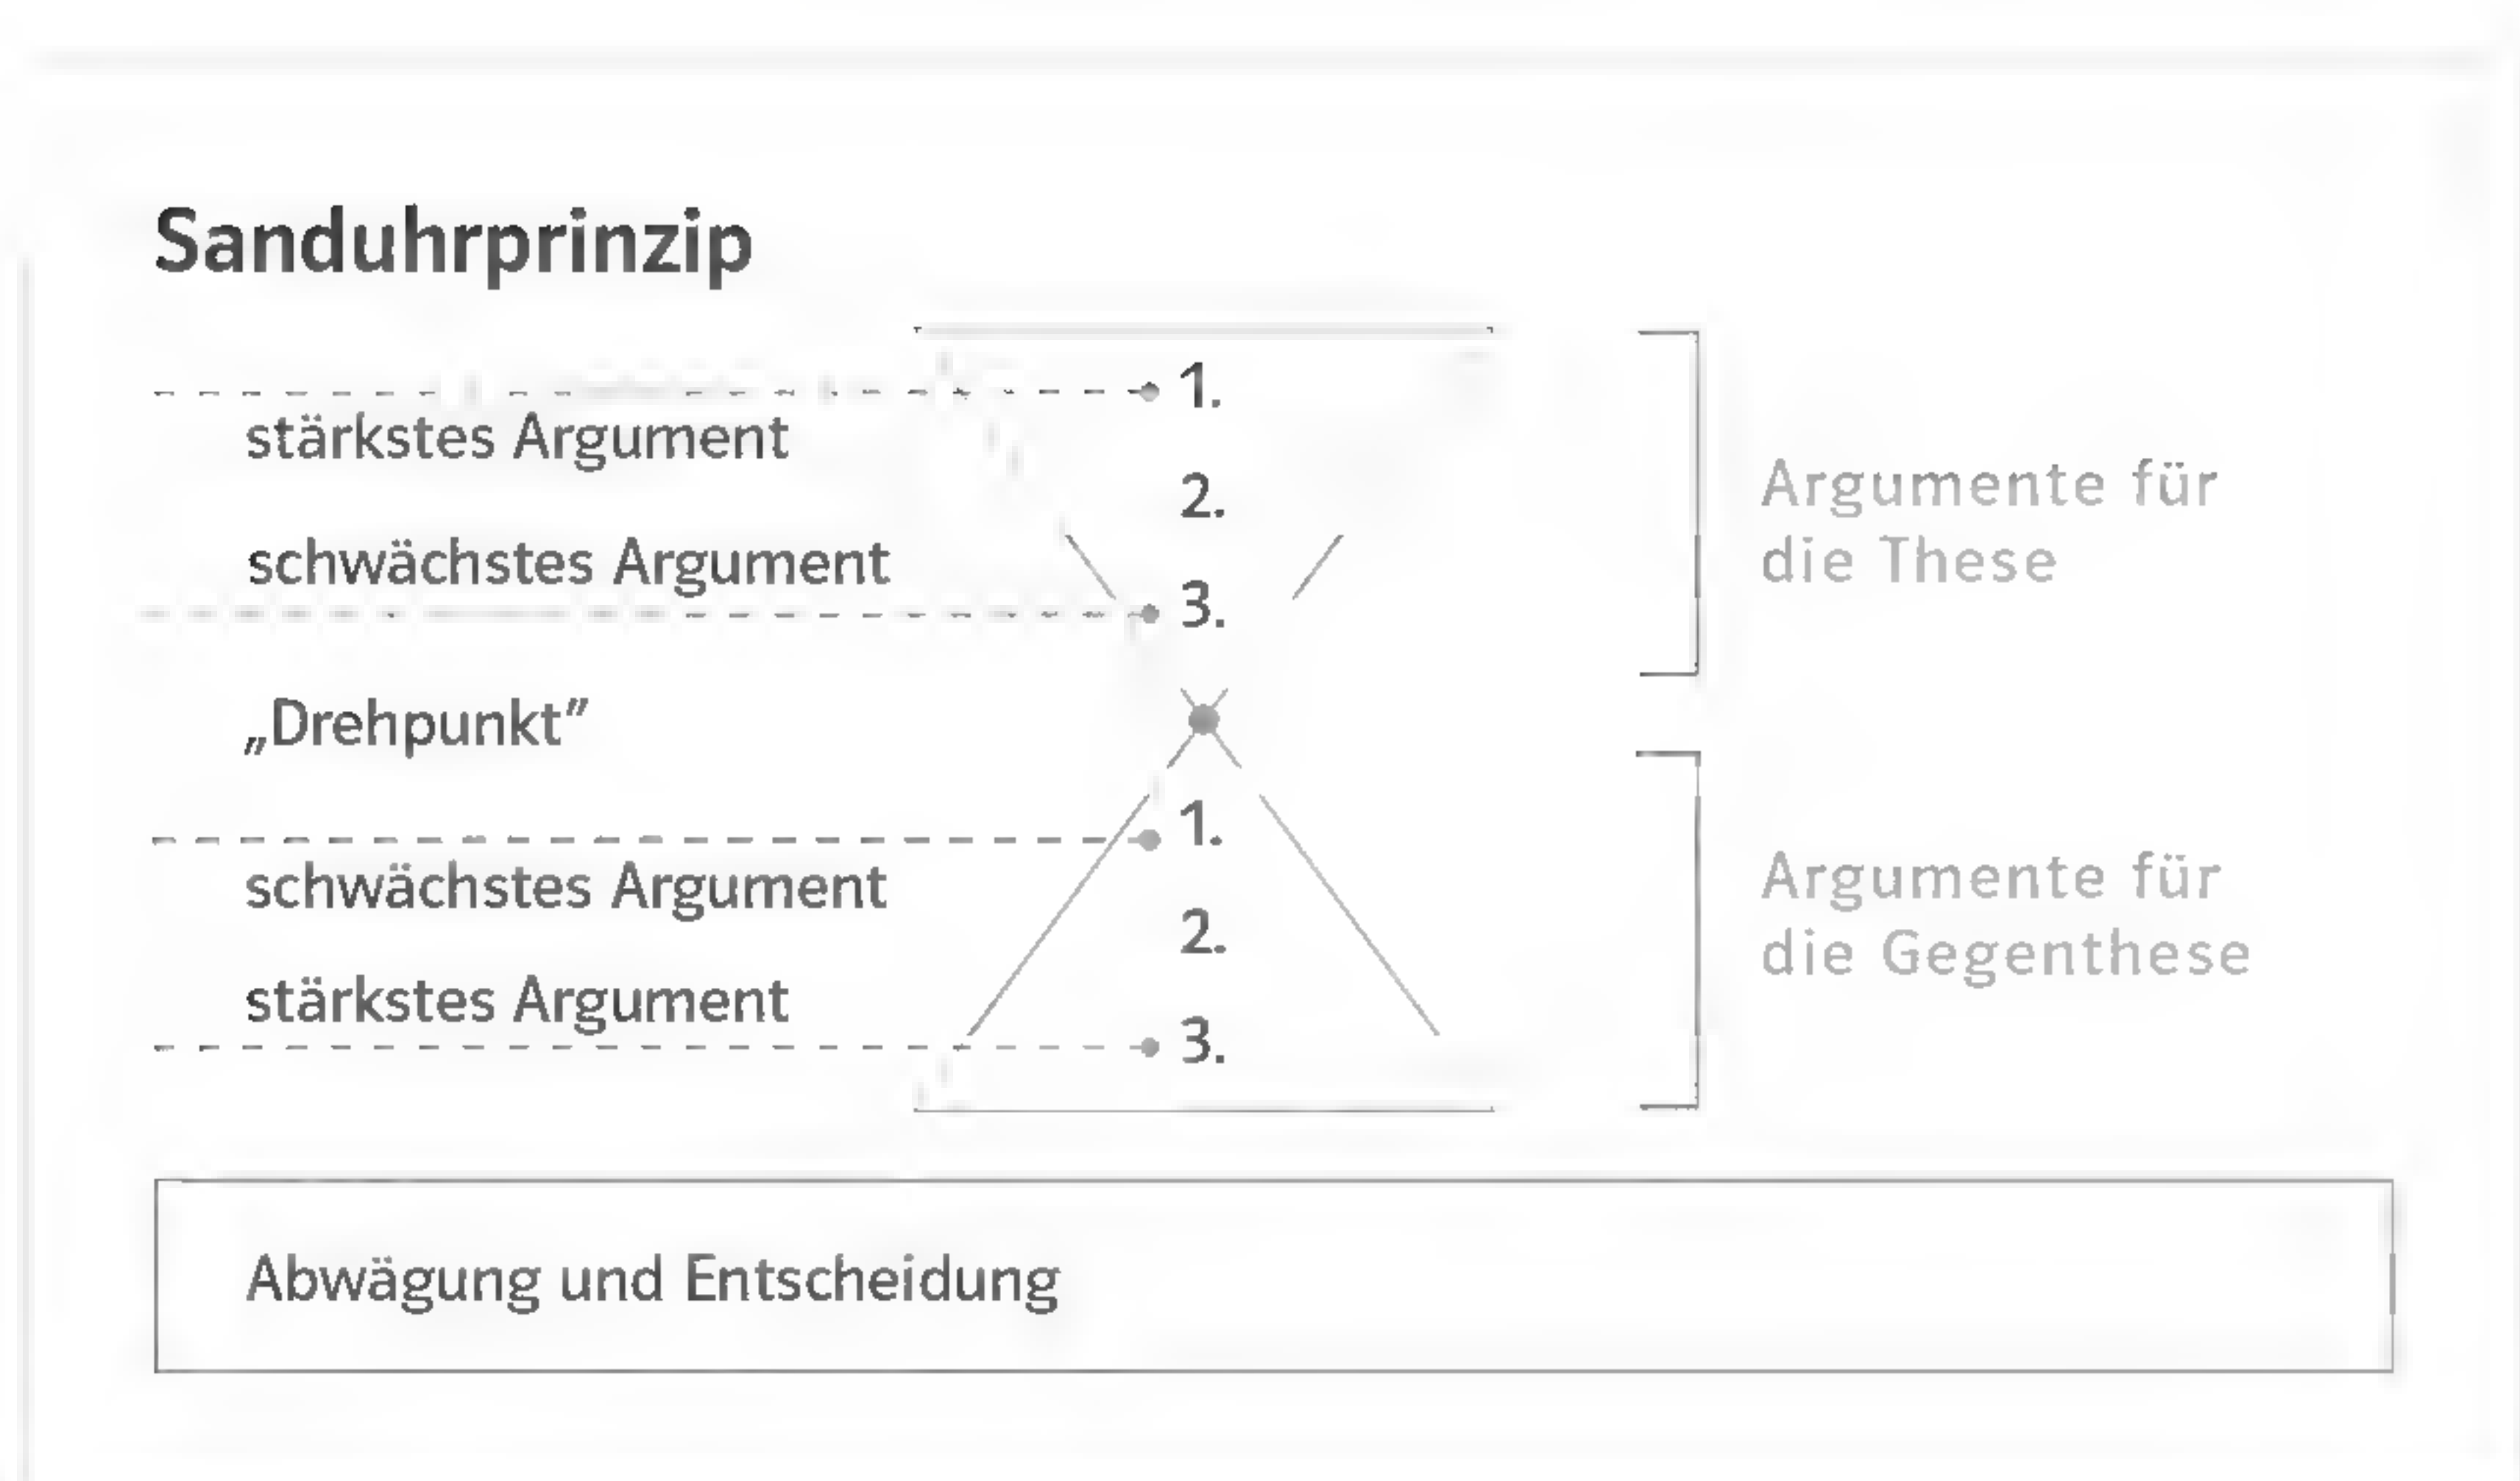 Sanduhrprinzip
1.
stärkstes Argument
2.
Argumente für
die These
schwächstes Argument
3.
„Drehpunkt"
1.
schwächstes Argument
2.
Argumente für
die Gegenthese
stärkstes Argument
3.
Abwägung und Entscheidung